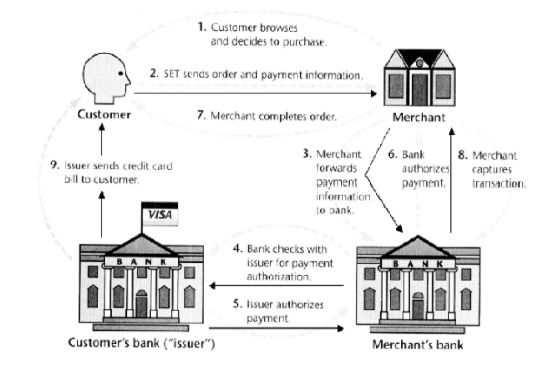 1. Customer browses
and decides to purchase.
2. SET sends order and payment information.
Customer
7. Merchant completes order.
Merchant
3. Merchant
forwards
payment
information
to bank.
6. Bank
authorizes
payment.
8. Merchant
captures
transaction.
9. Issuer sends credit card
bill to customer.
VISA
BANK
4. Bank checks with
issuer for payment
authorization.
BANK
5. Issuer authorizes
payment.
Customer's bank ("issuer")
Merchant's bank